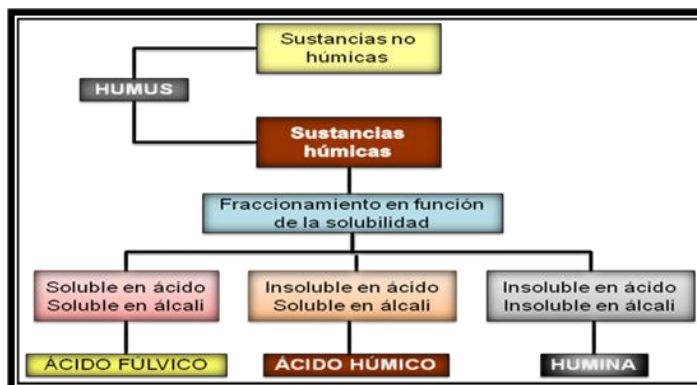 Sustancias no
húmicas
HUMUS
Sustancias
húmicas
Fraccionamiento en función
de la solubilidad
Soluble en ácido
Soluble en álcali
Insoluble en ácido
Soluble en álcali
Insoluble en ácido
Insoluble en álcali
ÁCIDO FÚLVICO
ÁCIDO HÚMICO
HUMINA